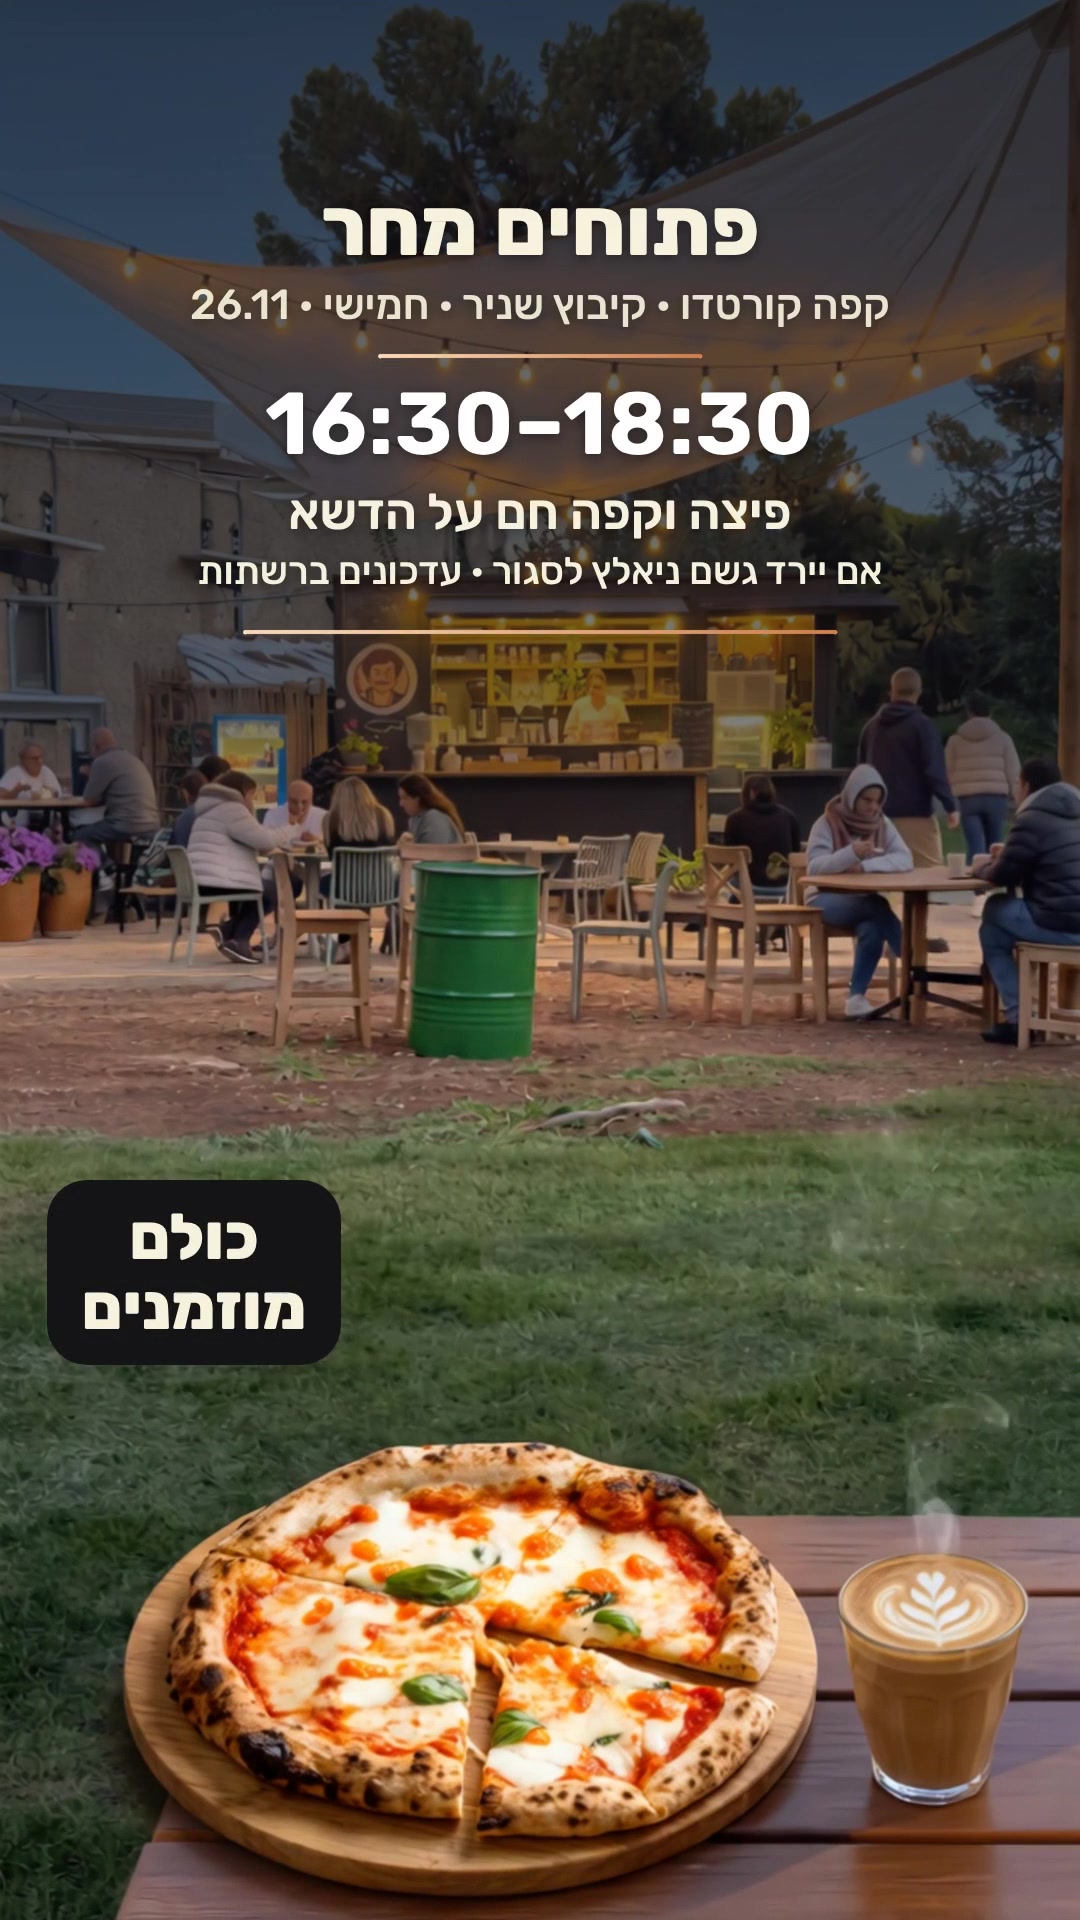 פתוחים מחר
קפה קורטדו • קיבוץ שניר • חמישי • 26.11
16:30–18:30
פיצה וקפה חם על הדשא
אם יירד גשם ניאלץ לסגור • עדכונים ברשתות
כולם
מוזמנים